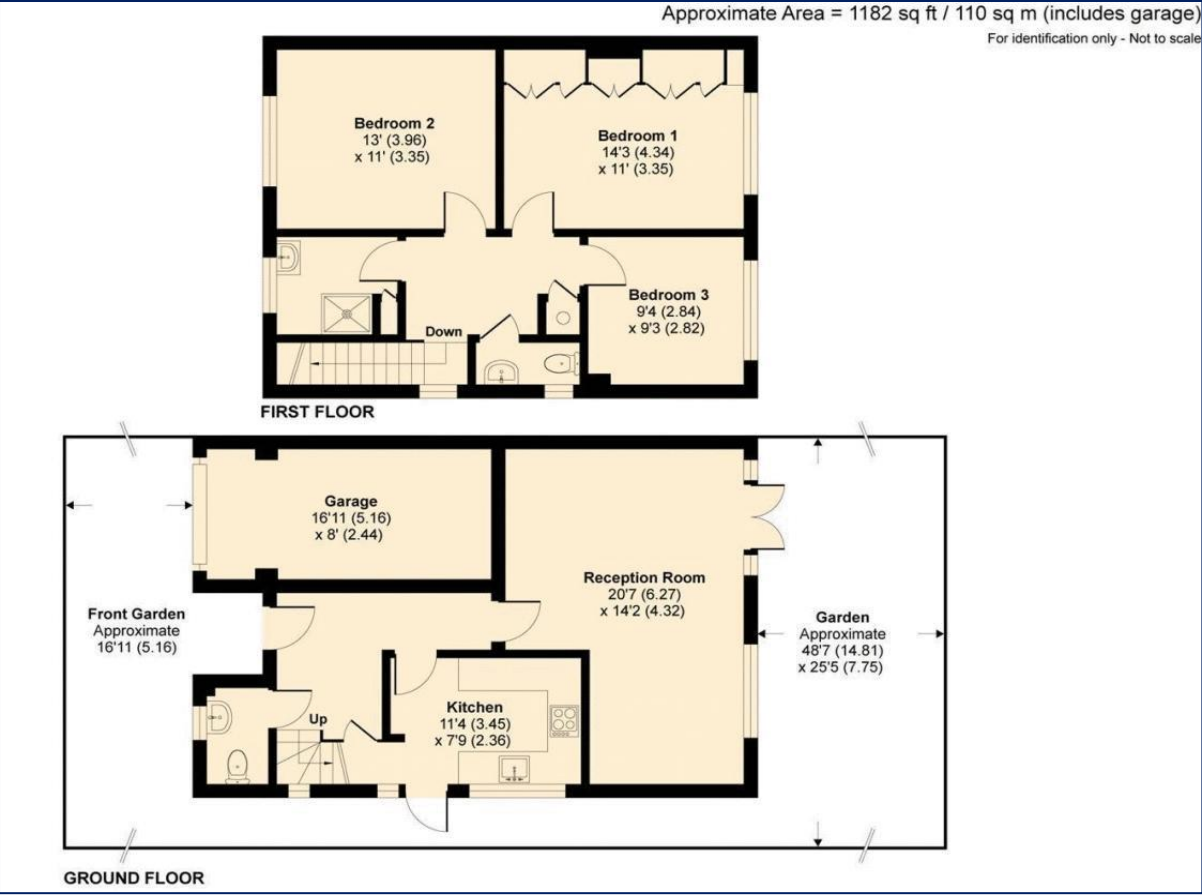 Approximate Area = 1182 sq ft / 110 sq m (includes garage)
For identification only - Not to scale
Bedroom 2
13' (3.96)
x 11' (3.35)
Bedroom 1
14'3 (4.34)
x 11' (3.35)
Bedroom 3
9'4 (2.84)
x 9'3 (2.82)
Down
FIRST FLOOR
Garage
16'11 (5.16)
x 8' (2.44)
Reception Room
20'7 (6.27)
x 14'2 (4.32)
Front Garden
Approximate
16'11 (5.16)
Garden
Approximate
48'7 (14.81)
x 25'5 (7.75)
Kitchen
11'4 (3.45)
x 7'9 (2.36)
Up
GROUND FLOOR